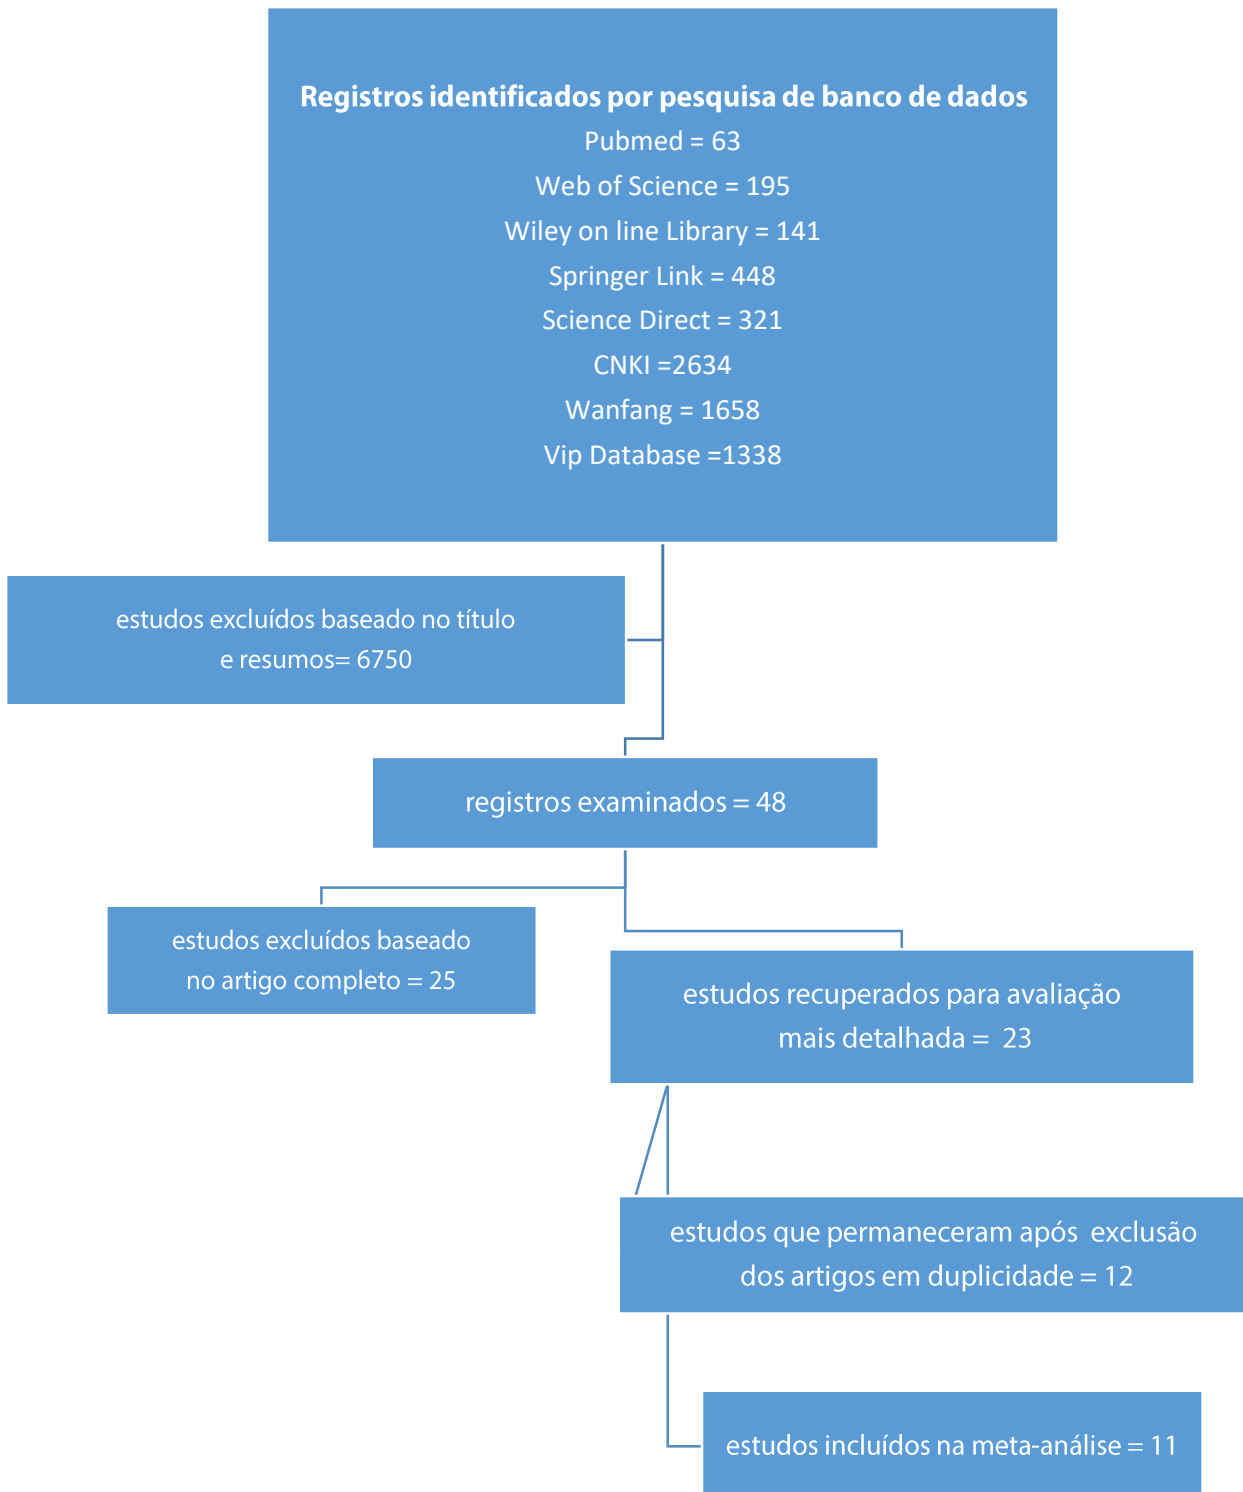 Registros identificados por pesquisa de banco de dados
Pubmed = 63
Web of Science = 195
Wiley on line Library = 141
Springer Link = 448
Science Direct = 321
CNKI =2634
Wanfang = 1658
Vip Database =1338
estudos excluídos baseado no título
e resumos= 6750
registros examinados = 48
estudos excluídos baseado
no artigo completo = 25
estudos recuperados para avaliação
mais detalhada = 23
estudos que permaneceram após exclusão
dos artigos em duplicidade = 12
estudos incluídos na meta-análise = 11